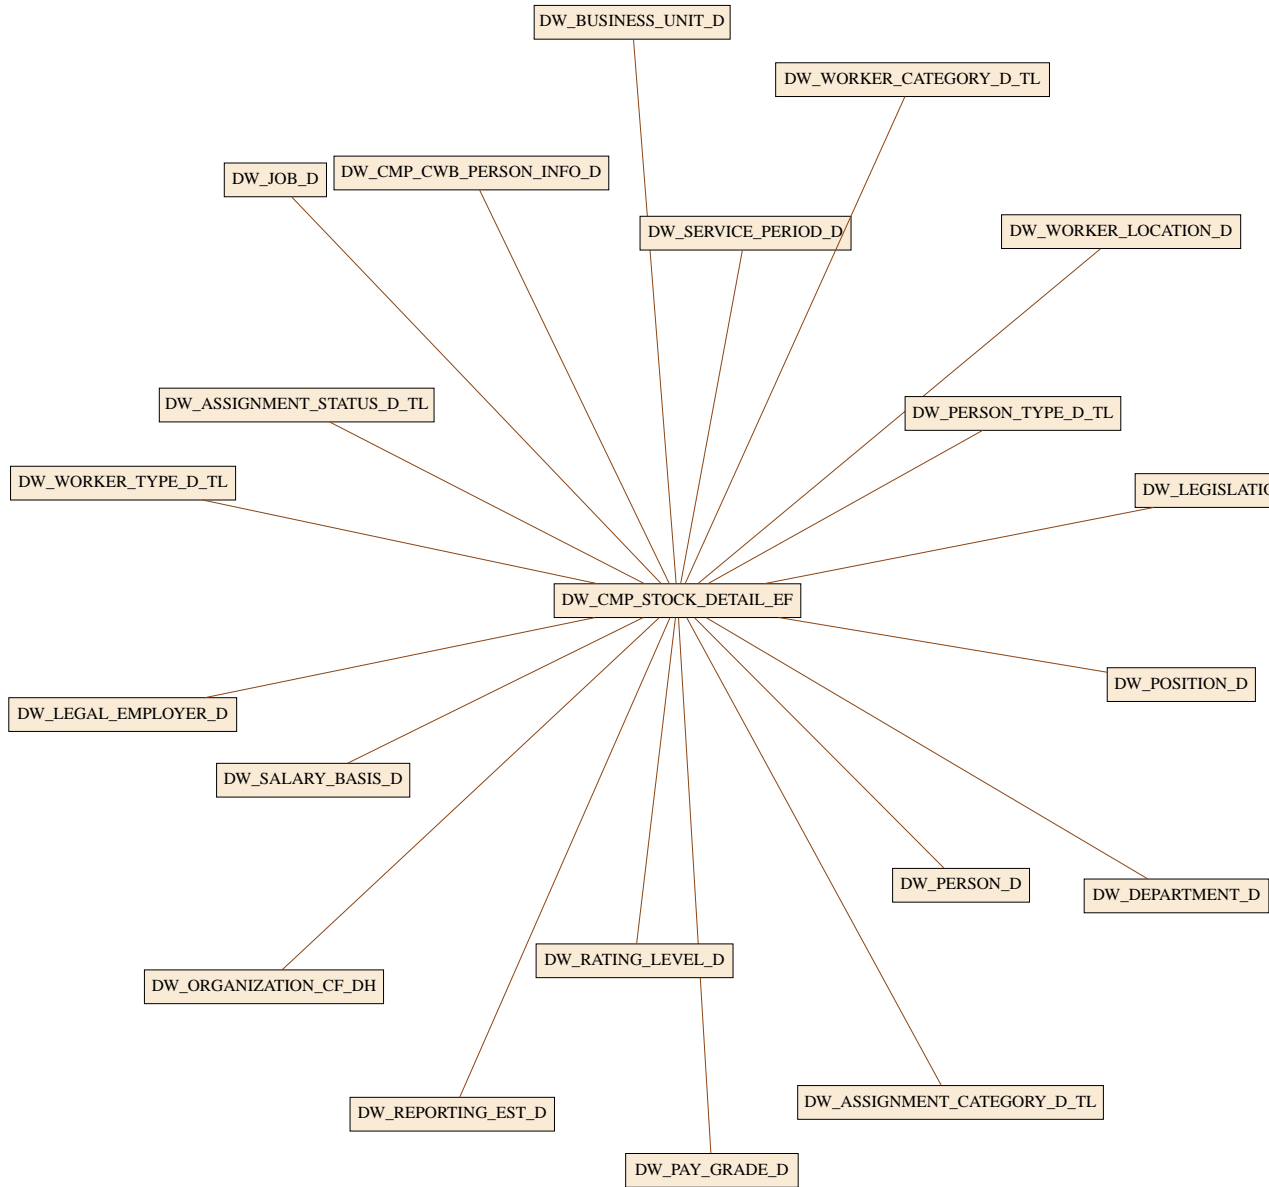 DW_BUSINESS_UNIT_D
DW_WORKER_CATEGORY_D_TL
DW_CMP_CWB_PERSON_INFO_D
DW_JOB_D
DW_SERVICE_PERIOD_D
DW_WORKER_LOCATION_D
DW_ASSIGNMENT_STATUS_D_TL
DW_PERSON_TYPE_D_TL
DW_WORKER_TYPE_D_TL
DW_LEGISLATIO
DW_CMP_STOCK_DETAIL_EF
DW_POSITION_D
DW_LEGAL_EMPLOYER_D
DW_SALARY_BASIS_D
DW_PERSON_D
DW_DEPARTMENT_D
DW_RATING_LEVEL_D
DW_ORGANIZATION_CF_DH
DW_ASSIGNMENT_CATEGORY_D_TL
DW_REPORTING_EST_D
DW_PAY_GRADE_D